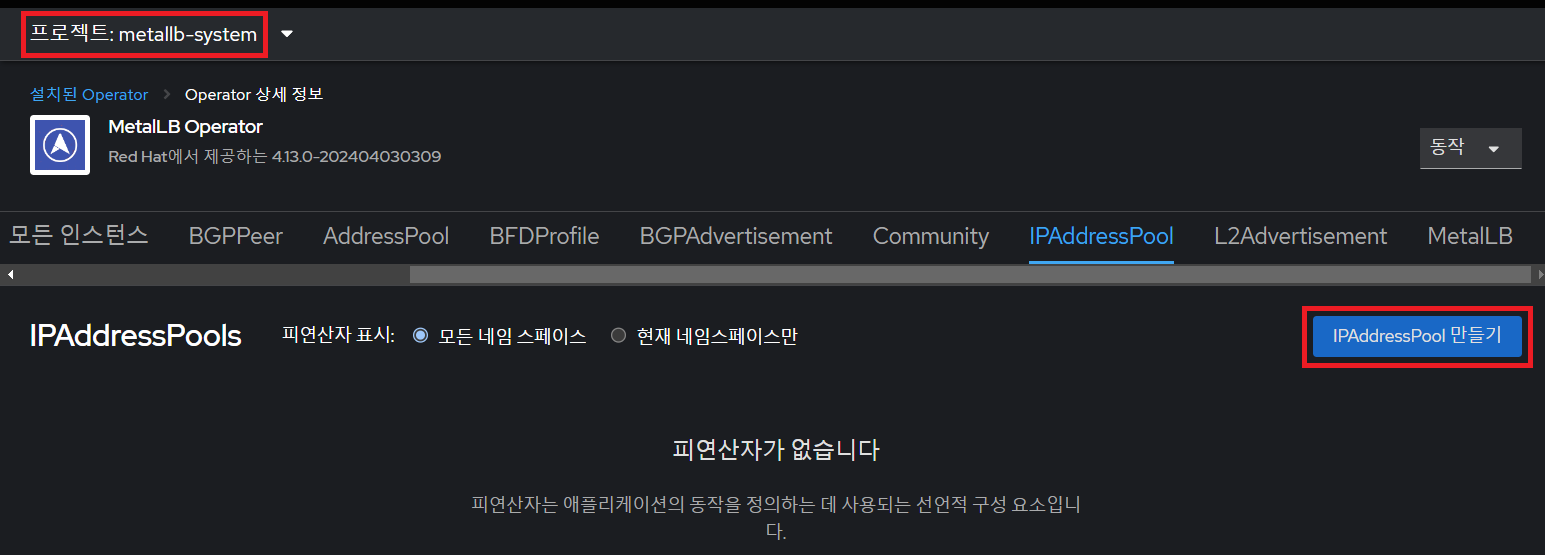 프로젝트: metallb-system
설치된 Operator > Operator 상세 정보
MetalLB Operator
Red Hat에서 제공하는 4.13.0-202404030309
동작
모든 인스턴스 BGPPeer AddressPool BFDProfile BGPAdvertisement Community IPAddressPool L2Advertisement MetalLB
IPAddressPools 피연산자 표시: 모든 네임 스페이스 현재 네임스페이스만 IPAddressPool 만들기
피연산자가 없습니다
피연산자는 애플리케이션의 동작을 정의하는 데 사용되는 선언적 구성 요소입니
다.